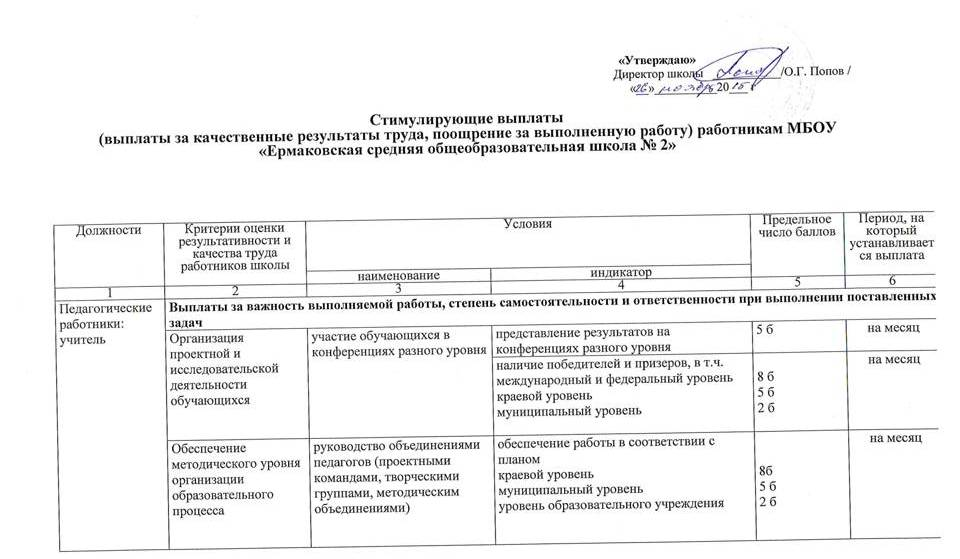 «Утверждаю»
Директор школы /О.Г. Попов /
«26» ноября 2015
Стимулирующие выплаты
(выплаты за качественные результаты труда, поощрение за выполненную работу) работникам МБОУ
«Ермаковская средняя общеобразовательная школа № 2»
Должности
Критерии оценки
результативности и
качества труда
работников школы
Условия
Предельное
число баллов
Период, на
который
устанавливает
ся выплата
наименование
индикатор
1
2
3
4
5
6
Педагогические
работники:
учитель
Выплаты за важность выполняемой работы, степень самостоятельности и ответственности при выполнении поставленных
задач
Организация
проектной и
исследовательской
деятельности
обучающихся
участие обучающихся в
конференциях разного уровня
представление результатов на
конференциях разного уровня
5 б
на месяц
наличие победителей и призеров, в т.ч.
международный и федеральный уровень
краевой уровень
муниципальный уровень
8 б
5 б
2 б
на месяц
Обеспечение
методического уровня
организации
образовательного
процесса
руководство объединениями
педагогов (проектными
командами, творческими
группами, методическим
объединениями)
обеспечение работы в соответствии с
планом
краевой уровень
муниципальный уровень
уровень образовательного учреждения
8б
5 б
2 б
на месяц